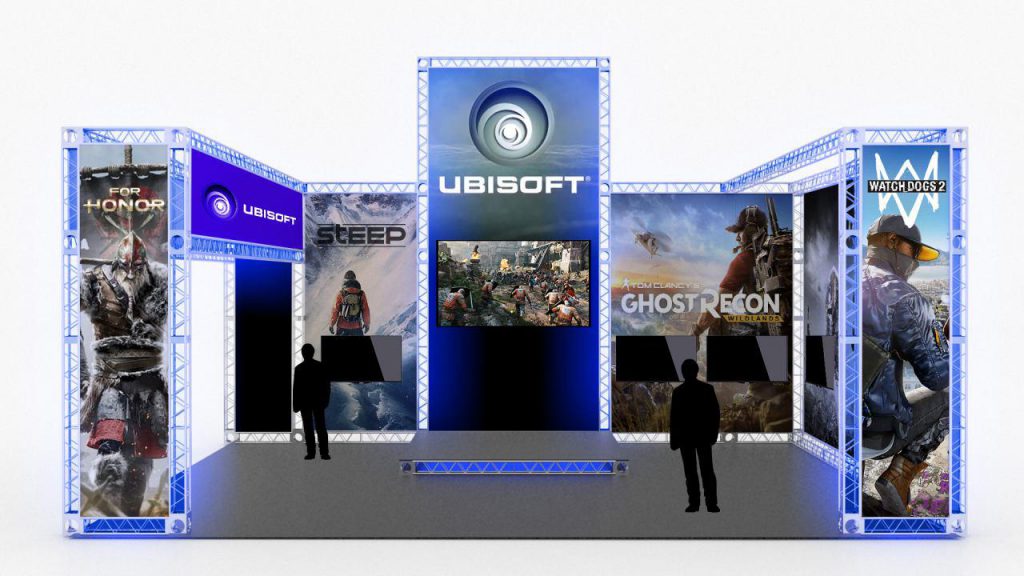 FOR
HONOR
UBISOFT
STEEP
UBISOFT®
TOM CLANCY'S
GHOST RECON
WILDLANDS
WATCH DOGS 2